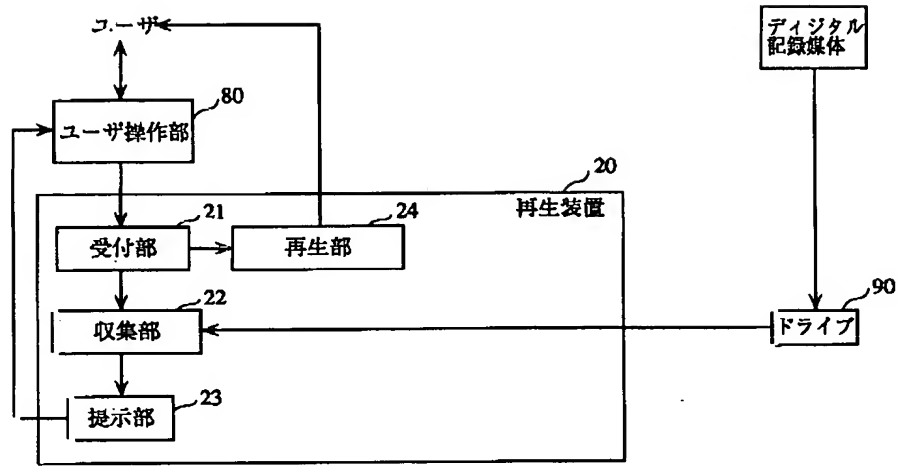 ユーザ
ディジタル
記録媒体
80
ユーザ操作部
20
再生装置
21
受付部
24
再生部
22
収集部
90
ドライブ
23
提示部